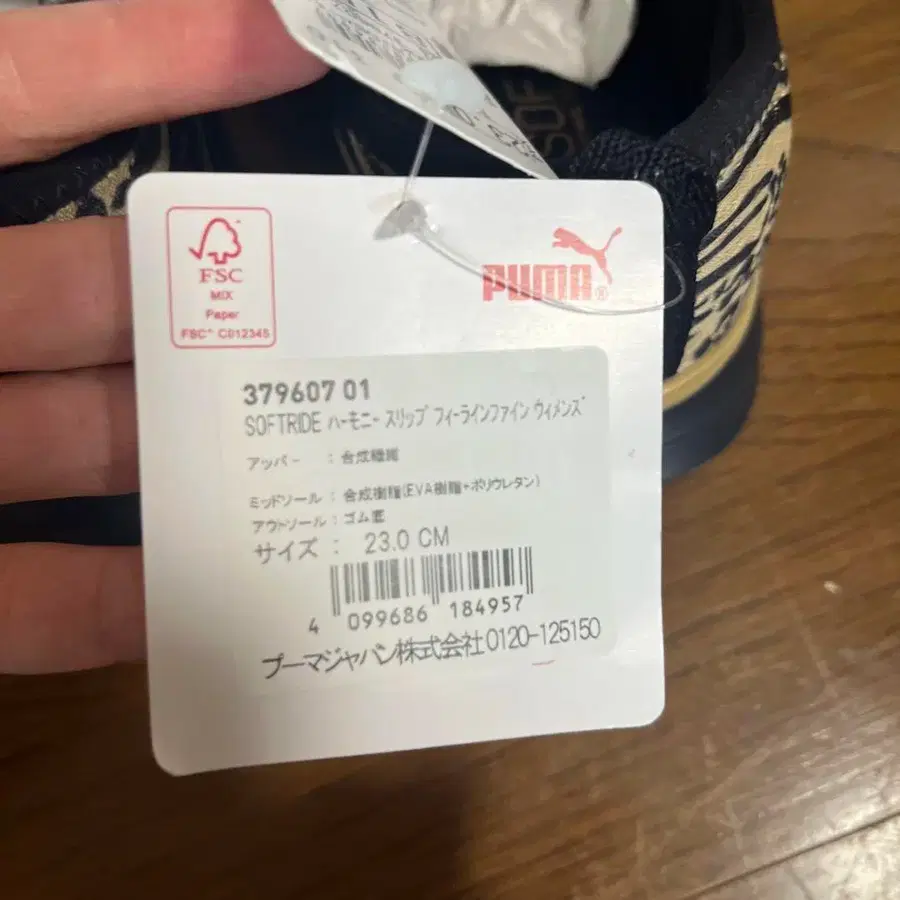 SOF
FSC
MIX
Paper
FSC® C012345
PUMA®
379607 01
SOFTRIDE ハーモニー スリップ フィーラインファイン ウィメンズ
アッパー : 合成繊維
ミッドソール : 合成樹脂(EVA樹脂+ポリウレタン)
アウトソール : ゴム底
サイズ : 23.0 CM
4 099686 184957
プーマジャパン株式会社 0120-125150